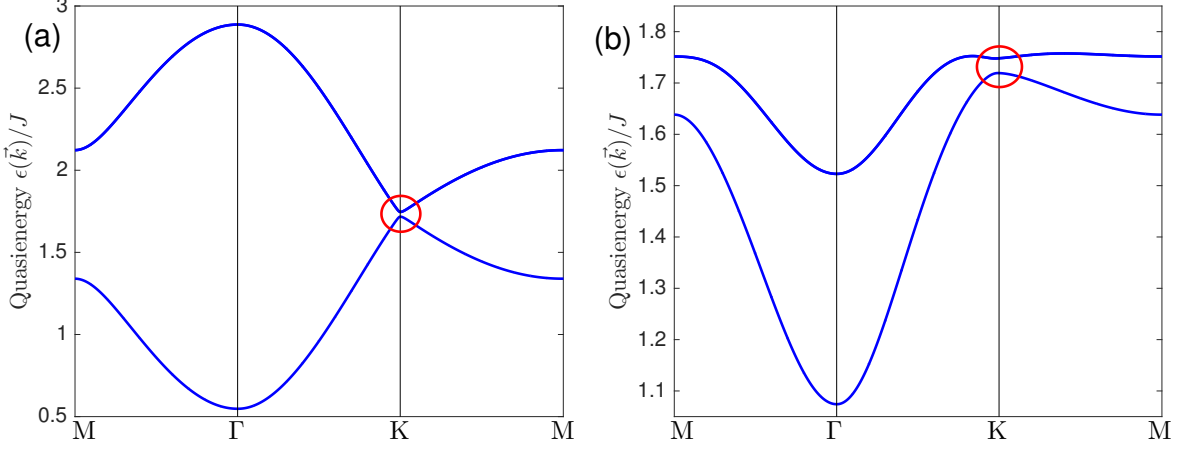 (a)
Quasienergy ϵ(k⃗)/J
3
2.5
2
1.5
1
0.5
M Γ K M
(b)
Quasienergy ϵ(k⃗)/J
1.8
1.7
1.6
1.5
1.4
1.3
1.2
1.1
M Γ K M